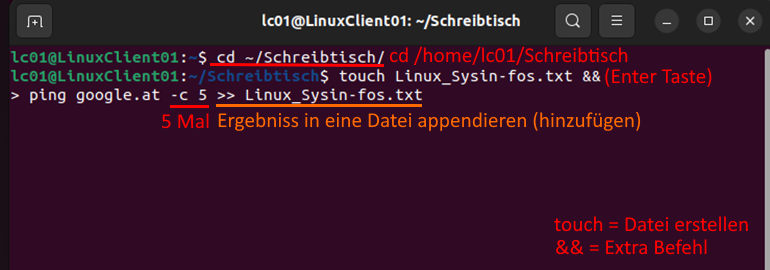 lc01@LinuxClient01: ~/Schreibtisch
lc01@LinuxClient01:~$ cd ~/Schreibtisch/ cd /home/lc01/Schreibtisch
lc01@LinuxClient01:~/Schreibtisch$ touch Linux_Sysin-fos.txt && (Enter Taste)
> ping google.at -c 5 >> Linux_Sysin-fos.txt
5 Mal Ergebniss in eine Datei appendieren (hinzufügen)
touch = Datei erstellen
&& = Extra Befehl